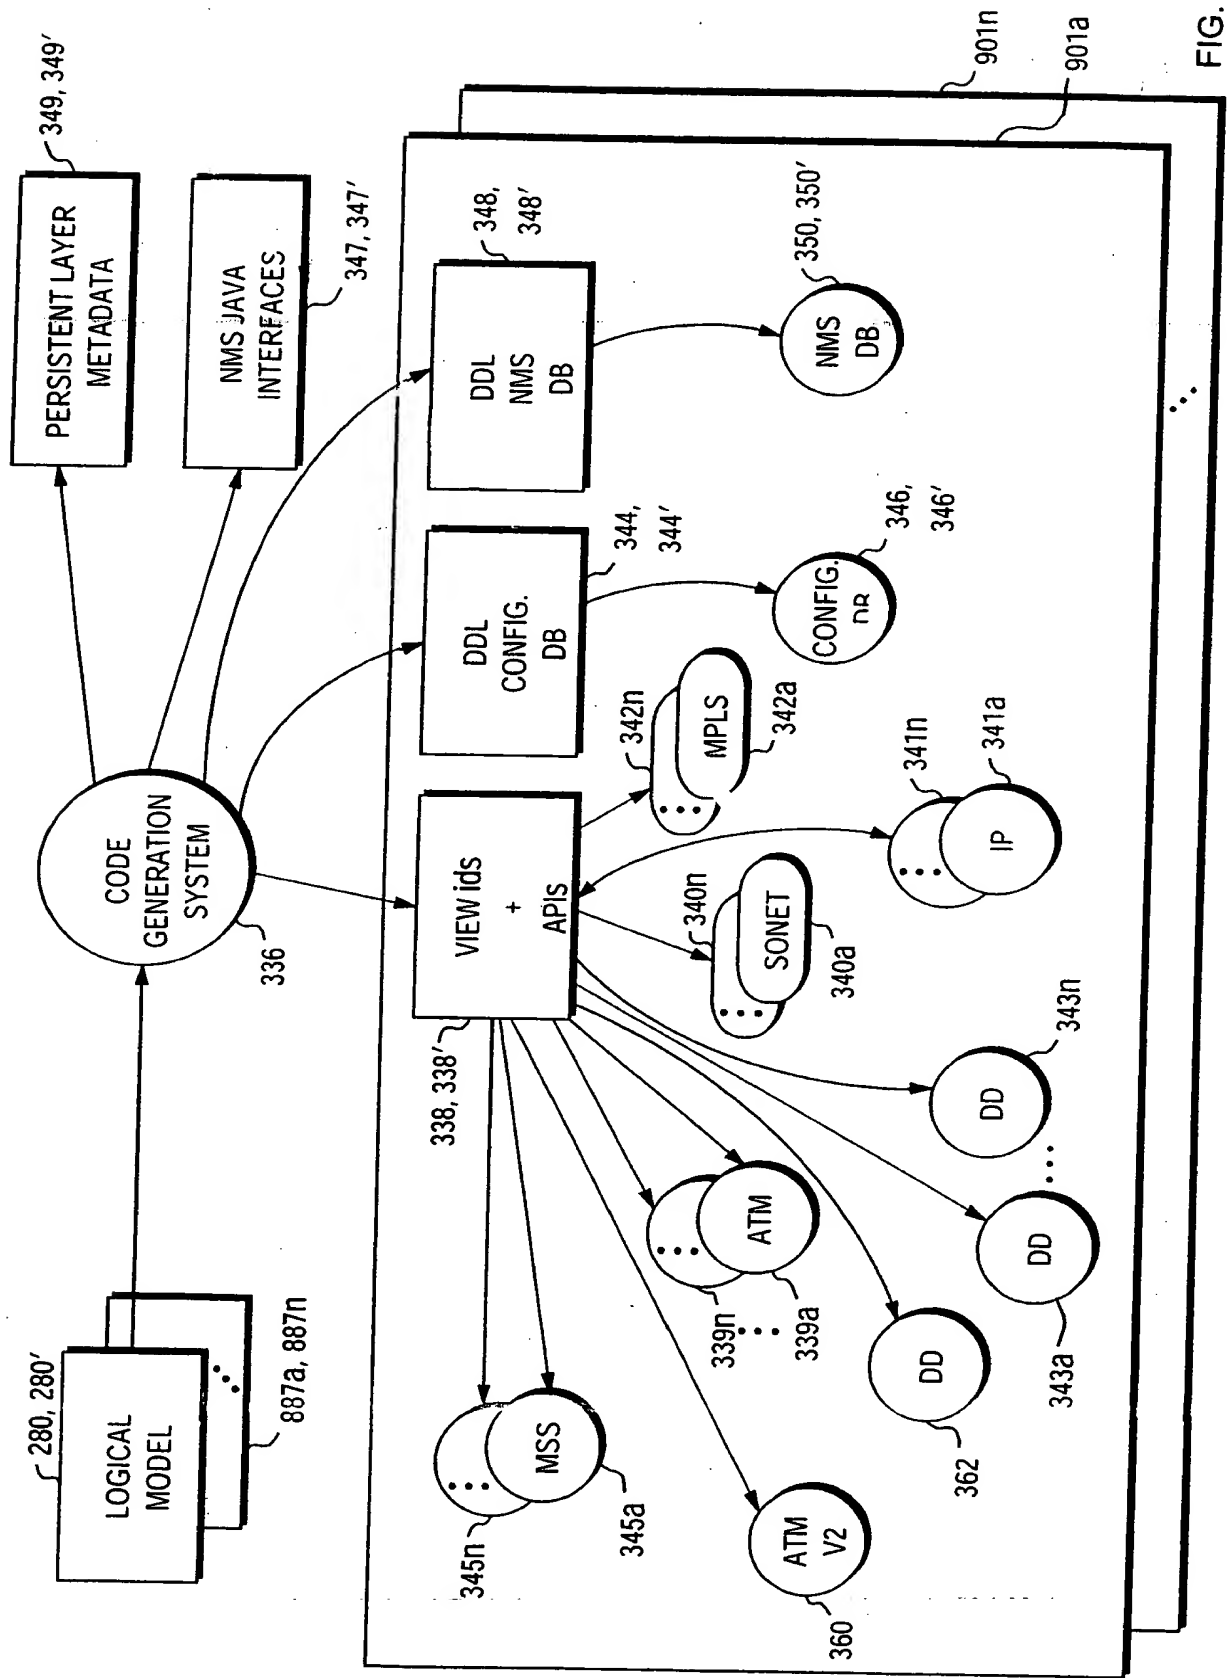 280, 280′
LOGICAL
MODEL
887a, 887n
CODE
GENERATION
SYSTEM
336
PERSISTENT LAYER
METADATA
349, 349′
NMS JAVA
INTERFACES
347, 347′
VIEW ids
+
APIs
338, 338′
DDL
CONFIG.
DB
344,
344′
DDL
NMS
DB
348,
348′
901n
901a
345n
MSS
345a
ATM
V2
360
339n
ATM
339a
DD
362
DD
343a
DD
343n
340n
SONET
340a
342n
MPLS
342a
341n
IP
341a
CONFIG.
346,
346′
NMS
DB
350, 350′
FIG.